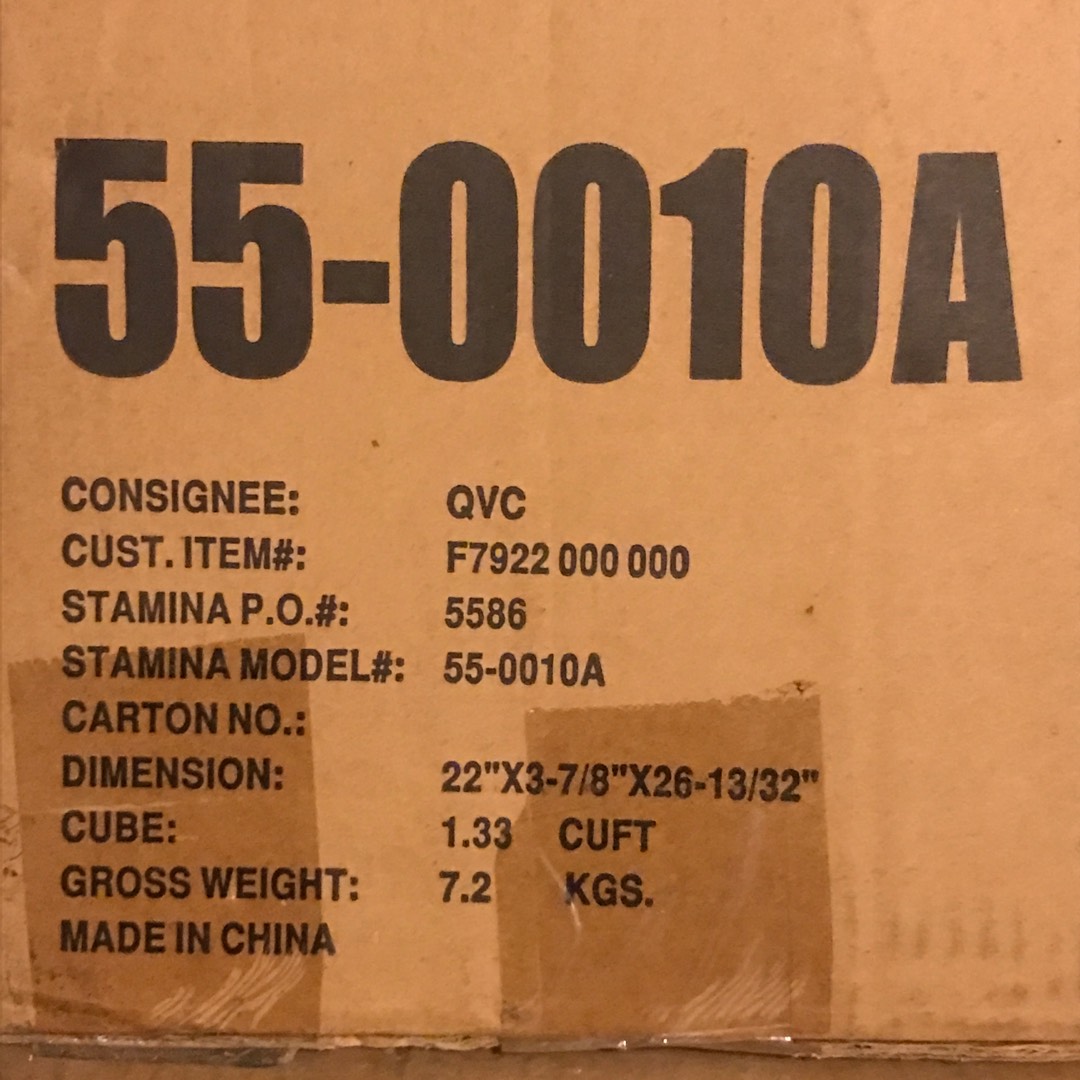 55-0010A
CONSIGNEE: QVC
CUST. ITEM#: F7922 000 000
STAMINA P.O.#: 5586
STAMINA MODEL#: 55-0010A
CARTON NO.:
DIMENSION: 22"X3-7/8"X26-13/32"
CUBE: 1.33 CUFT
GROSS WEIGHT: 7.2 KGS.
MADE IN CHINA